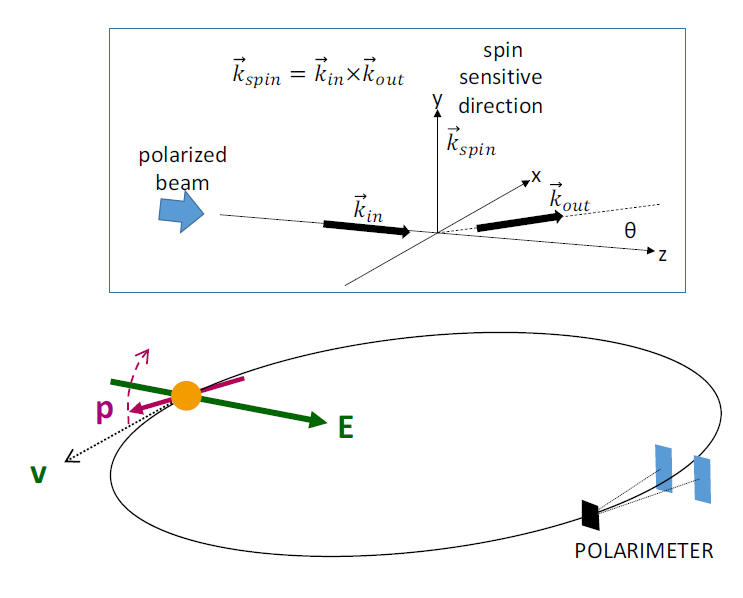 k⃗spin = k⃗in×k⃗out
spin
sensitive
direction
y
k⃗spin
polarized
beam
x
k⃗in
k⃗out
θ
z
p
E
v
POLARIMETER